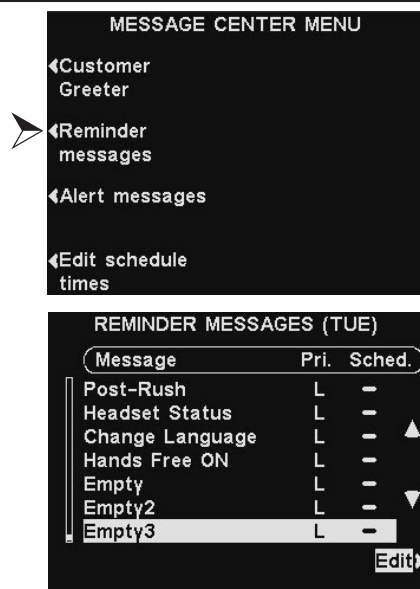 MESSAGE CENTER MENU
Customer
Greeter
Reminder
messages
Alert messages
Edit schedule
times
REMINDER MESSAGES (TUE)
Message Pri. Sched.
Post-Rush L –
Headset Status L –
Change Language L –
Hands Free ON L –
Empty L –
Empty2 L –
Empty3 L –
Edit